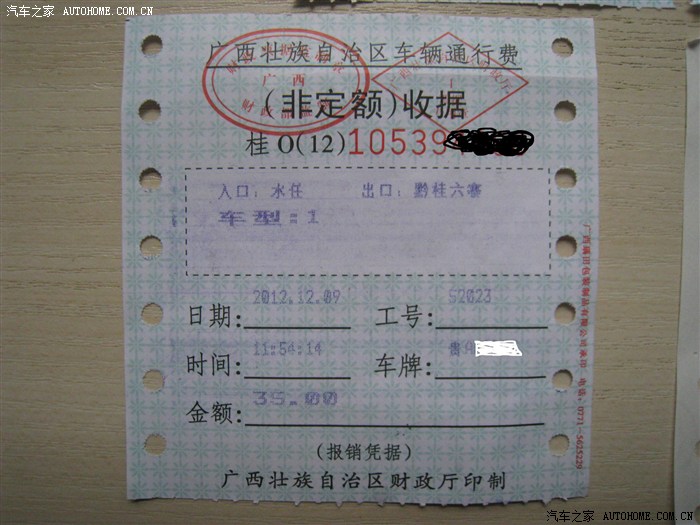 汽车之家 AUTOHOME.COM.CN
广西壮族自治区车辆通行费
广西
(非定额)收据
桂O(12)10539
入口：水任 出口：黔桂六寨
车型：1
日期: 2012.12.09 工号: S2023
时间: 11:54:14 车牌: 贵
金额: 35.00
(报销凭据)
广西壮族自治区财政厅印制
汽车之家 AUTOHOME.COM.CN